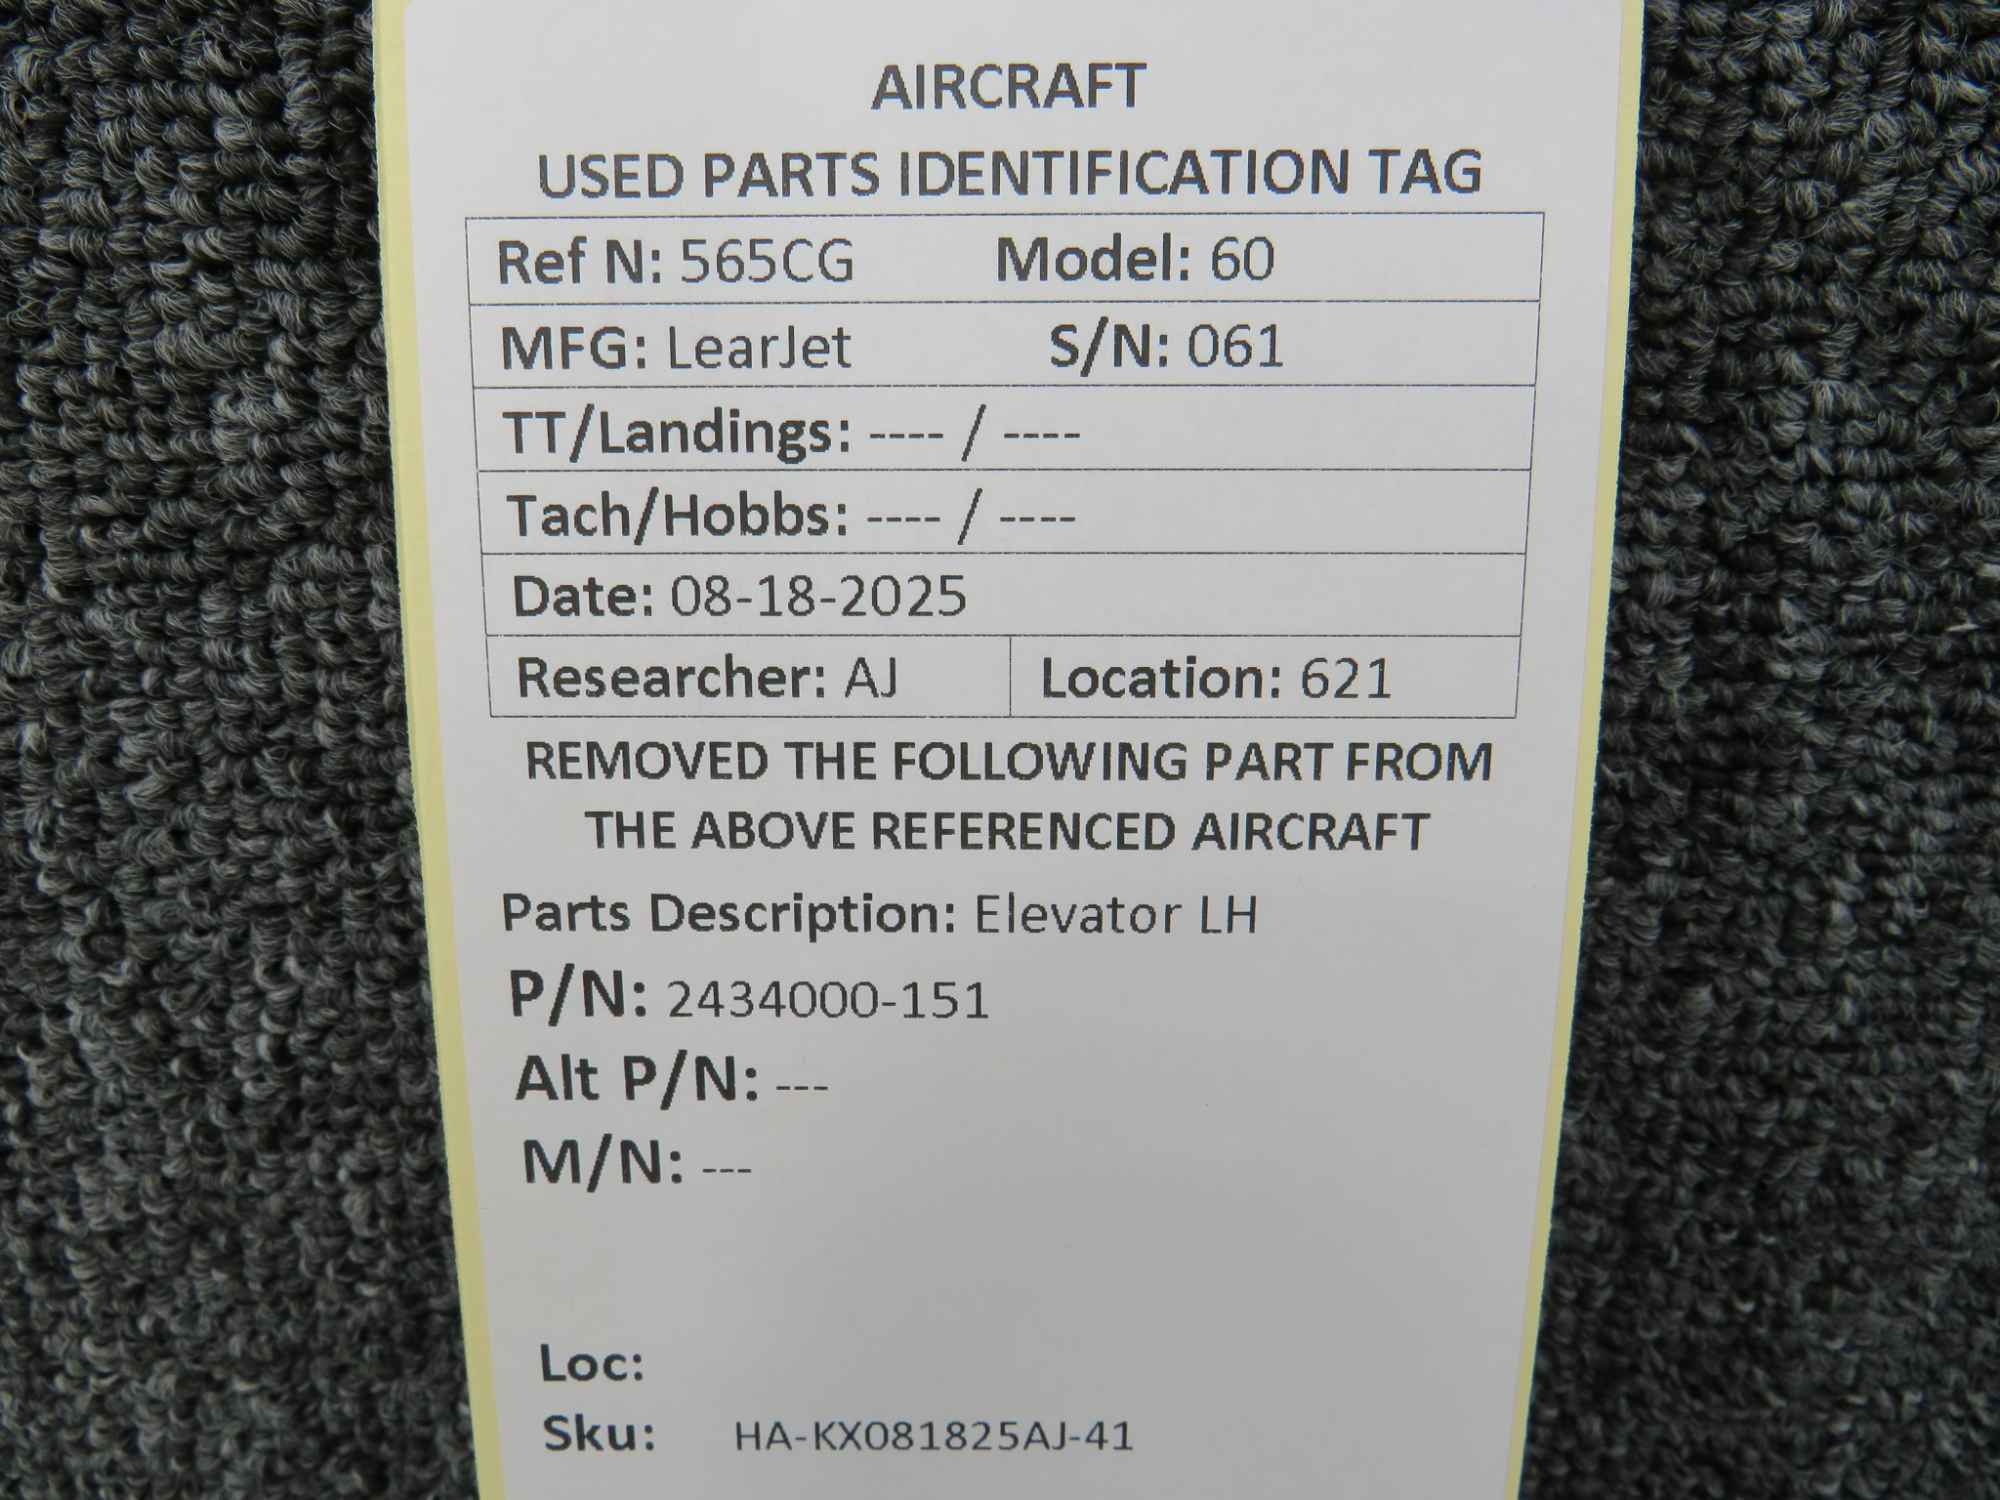 AIRCRAFT
USED PARTS IDENTIFICATION TAG
Ref N: 565CG Model: 60
MFG: LearJet S/N: 061
TT/Landings: ---- / ----
Tach/Hobbs: ---- / ----
Date: 08-18-2025
Researcher: AJ Location: 621
REMOVED THE FOLLOWING PART FROM
THE ABOVE REFERENCED AIRCRAFT
Parts Description: Elevator LH
P/N: 2434000-151
Alt P/N: ---
M/N: ---
Loc:
Sku: HA-KX081825AJ-41